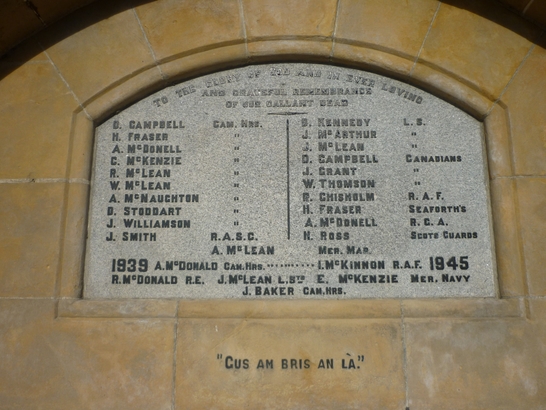 TO THE GLORY OF GOD AND IN EVER LOVING
AND GRATEFUL REMEMBRANCE
OF OUR GALLANT DEAD
D. CAMPBELL CAM. HRS. S. KENNEDY L.S.
H. FRASER " J. MCARTHUR "
A. MCDONELL " J. MCLEAN "
C. MCKENZIE " D. CAMPBELL CANADIANS
R. MCLEAN " J. GRANT "
W. MCLEAN " W. THOMSON "
A. MCNAUGHTON " R. CHISHOLM R.A.F.
D. STODDART " H. FRASER SEAFORTH'S
J. WILLIAMSON " A. MCDONELL R.C.A.
J. SMITH R.A.S.C. H. ROSS SCOTS GUARDS
A. MCLEAN MER. MAR.
1939 A. MCDONALD CAM. HRS. .......... I. MCKINNON R.A.F. 1945
R. MCDONALD R.E. J. MCLEAN E. MCKENZIE MER. NAVY
J. BAKER CAM. HRS.
"GUS AM BRIS AN LÀ."